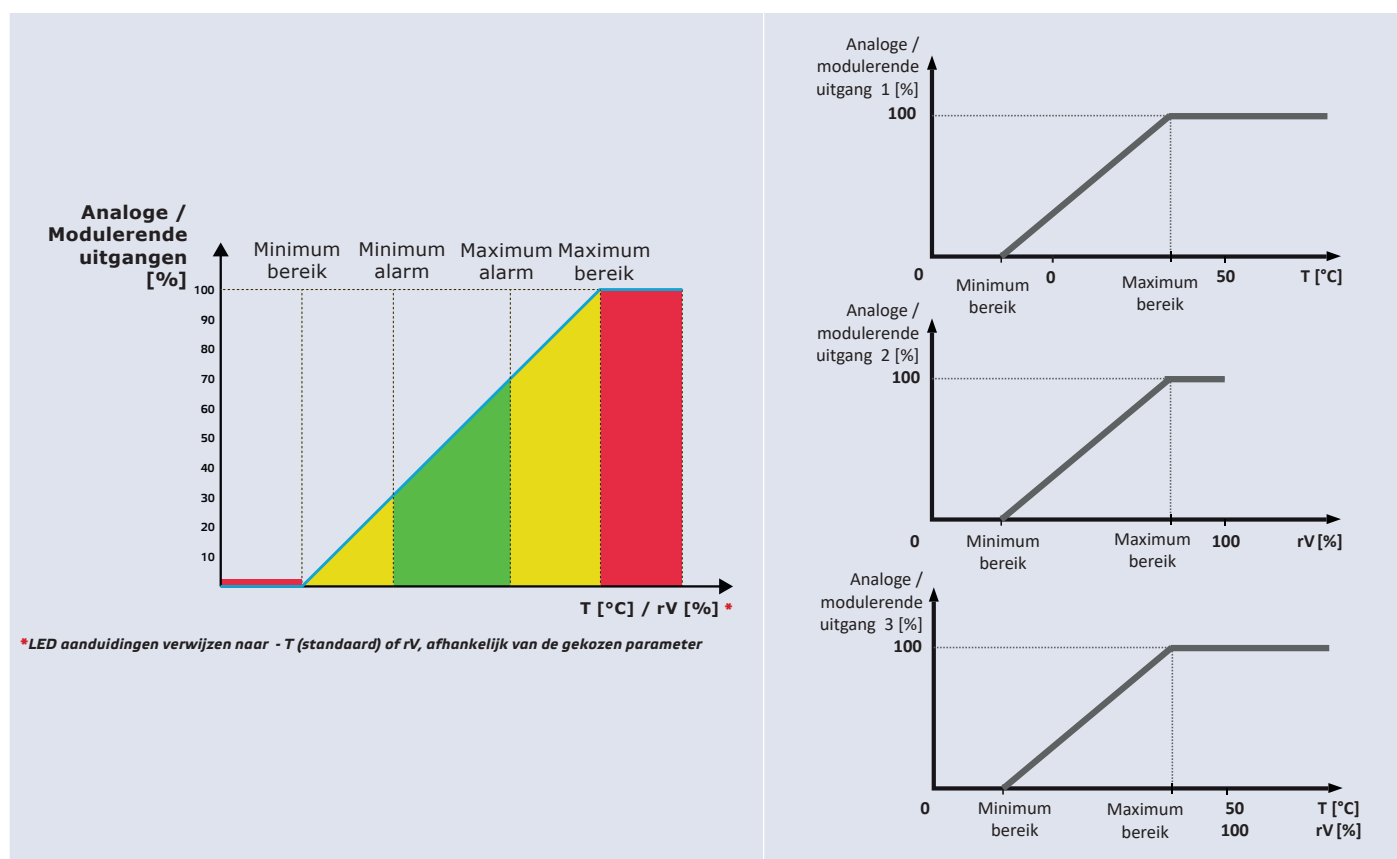 Analoge /
Modulerende
uitgangen
[%]
Minimum
bereik
Minimum
alarm
Maximum
alarm
Maximum
bereik
100
90
80
70
60
50
40
30
20
10
T [°C] / rV [%] *
*LED aanduidingen verwijzen naar - T (standaard) of rV, afhankelijk van de gekozen parameter
Analoge /
modulerende
uitgang 1 [%]
100
0
Minimum
bereik
0
Maximum
bereik
50
T [°C]
Analoge /
modulerende
uitgang 2 [%]
100
0
Minimum
bereik
Maximum
bereik
100
rV [%]
Analoge /
modulerende
uitgang 3 [%]
100
0
Minimum
bereik
Maximum
bereik
50
100
T [°C]
rV [%]